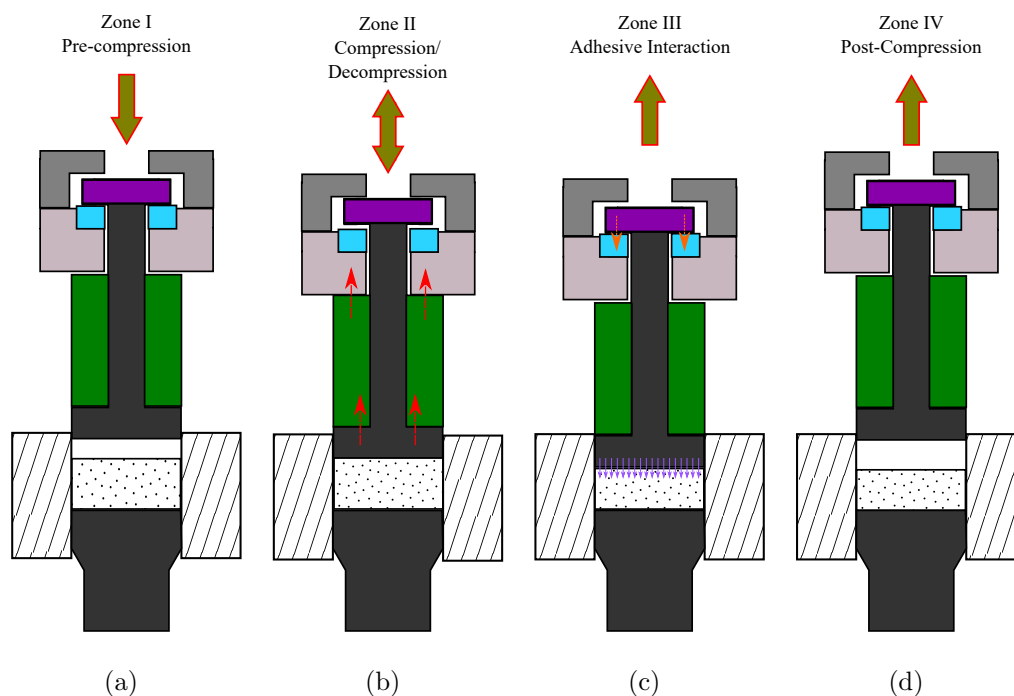 Zone I
Pre-compression
Zone II
Compression/
Decompression
Zone III
Adhesive Interaction
Zone IV
Post-Compression
(a)
(b)
(c)
(d)